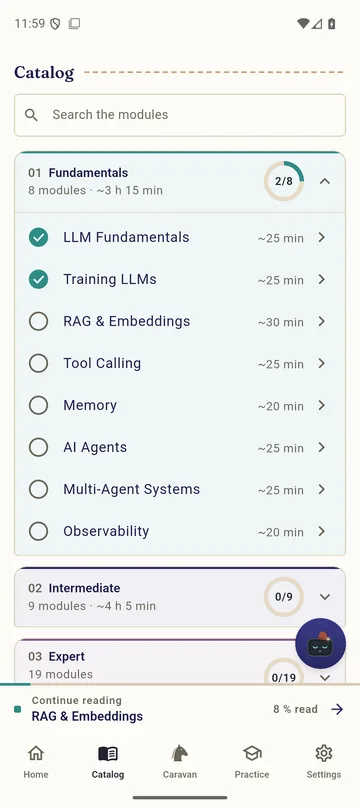 11:59
Catalog
Search the modules
01 Fundamentals
8 modules · ~3 h 15 min
2/8
LLM Fundamentals ~25 min
Training LLMs ~25 min
RAG & Embeddings ~30 min
Tool Calling ~25 min
Memory ~20 min
AI Agents ~25 min
Multi-Agent Systems ~25 min
Observability ~20 min
02 Intermediate
9 modules · ~4 h 5 min
0/9
03 Expert
19 modules
0/19
Continue reading
RAG & Embeddings
8 % read
Home Catalog Caravan Practice Settings